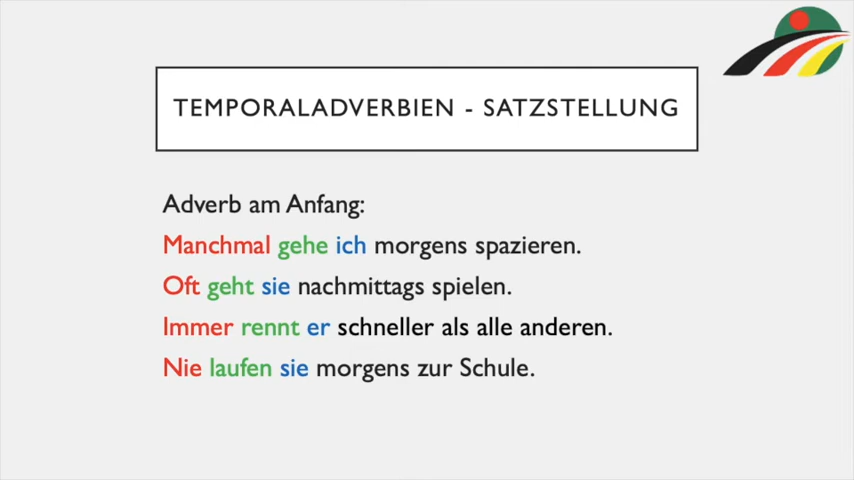 TEMPORALADVERBIEN - SATZSTELLUNG
Adverb am Anfang:
Manchmal gehe ich morgens spazieren.
Oft geht sie nachmittags spielen.
Immer rennt er schneller als alle anderen.
Nie laufen sie morgens zur Schule.